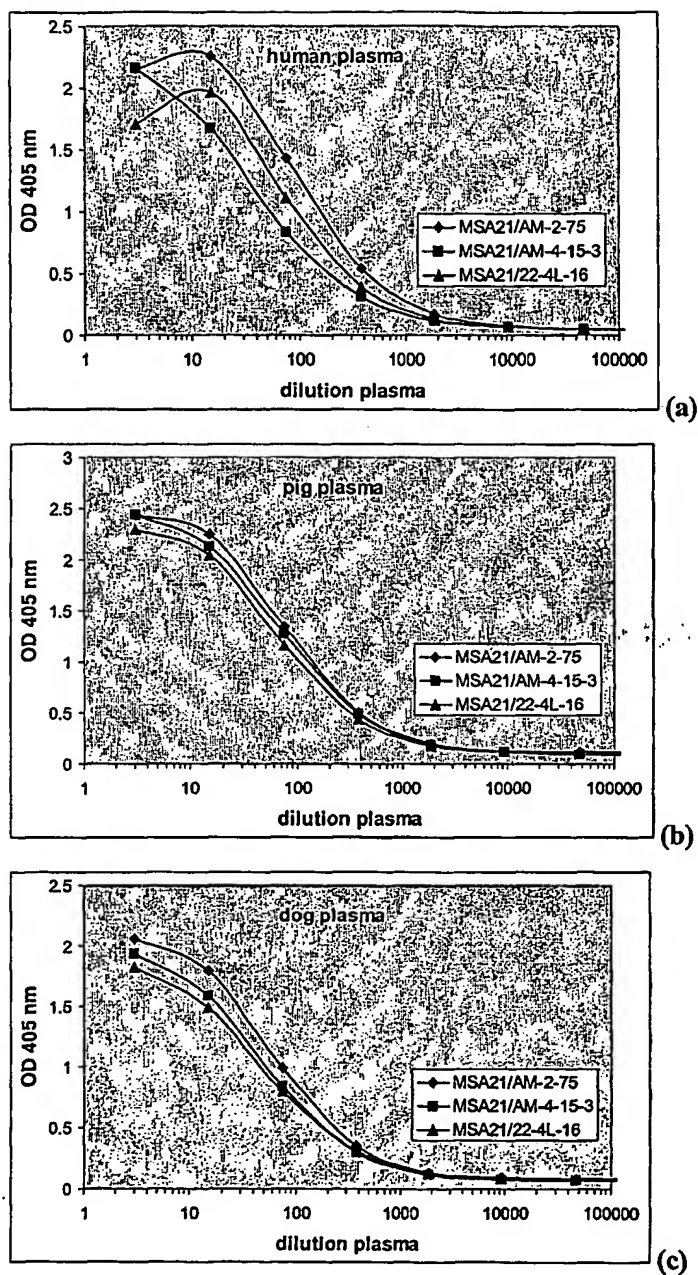 human plasma
OD 405 nm
2.5
2
1.5
1
0.5
0
MSA21/AM-2-75
MSA21/AM-4-15-3
MSA21/22-4L-16
1 10 100 1000 10000 100000
dilution plasma
(a)
pig plasma
OD 405 nm
3
2.5
2
1.5
1
0.5
0
MSA21/AM-2-75
MSA21/AM-4-15-3
MSA21/22-4L-16
1 10 100 1000 10000 100000
dilution plasma
(b)
dog plasma
OD 405 nm
2.5
2
1.5
1
0.5
0
MSA21/AM-2-75
MSA21/AM-4-15-3
MSA21/22-4L-16
1 10 100 1000 10000 100000
dilution plasma
(c)